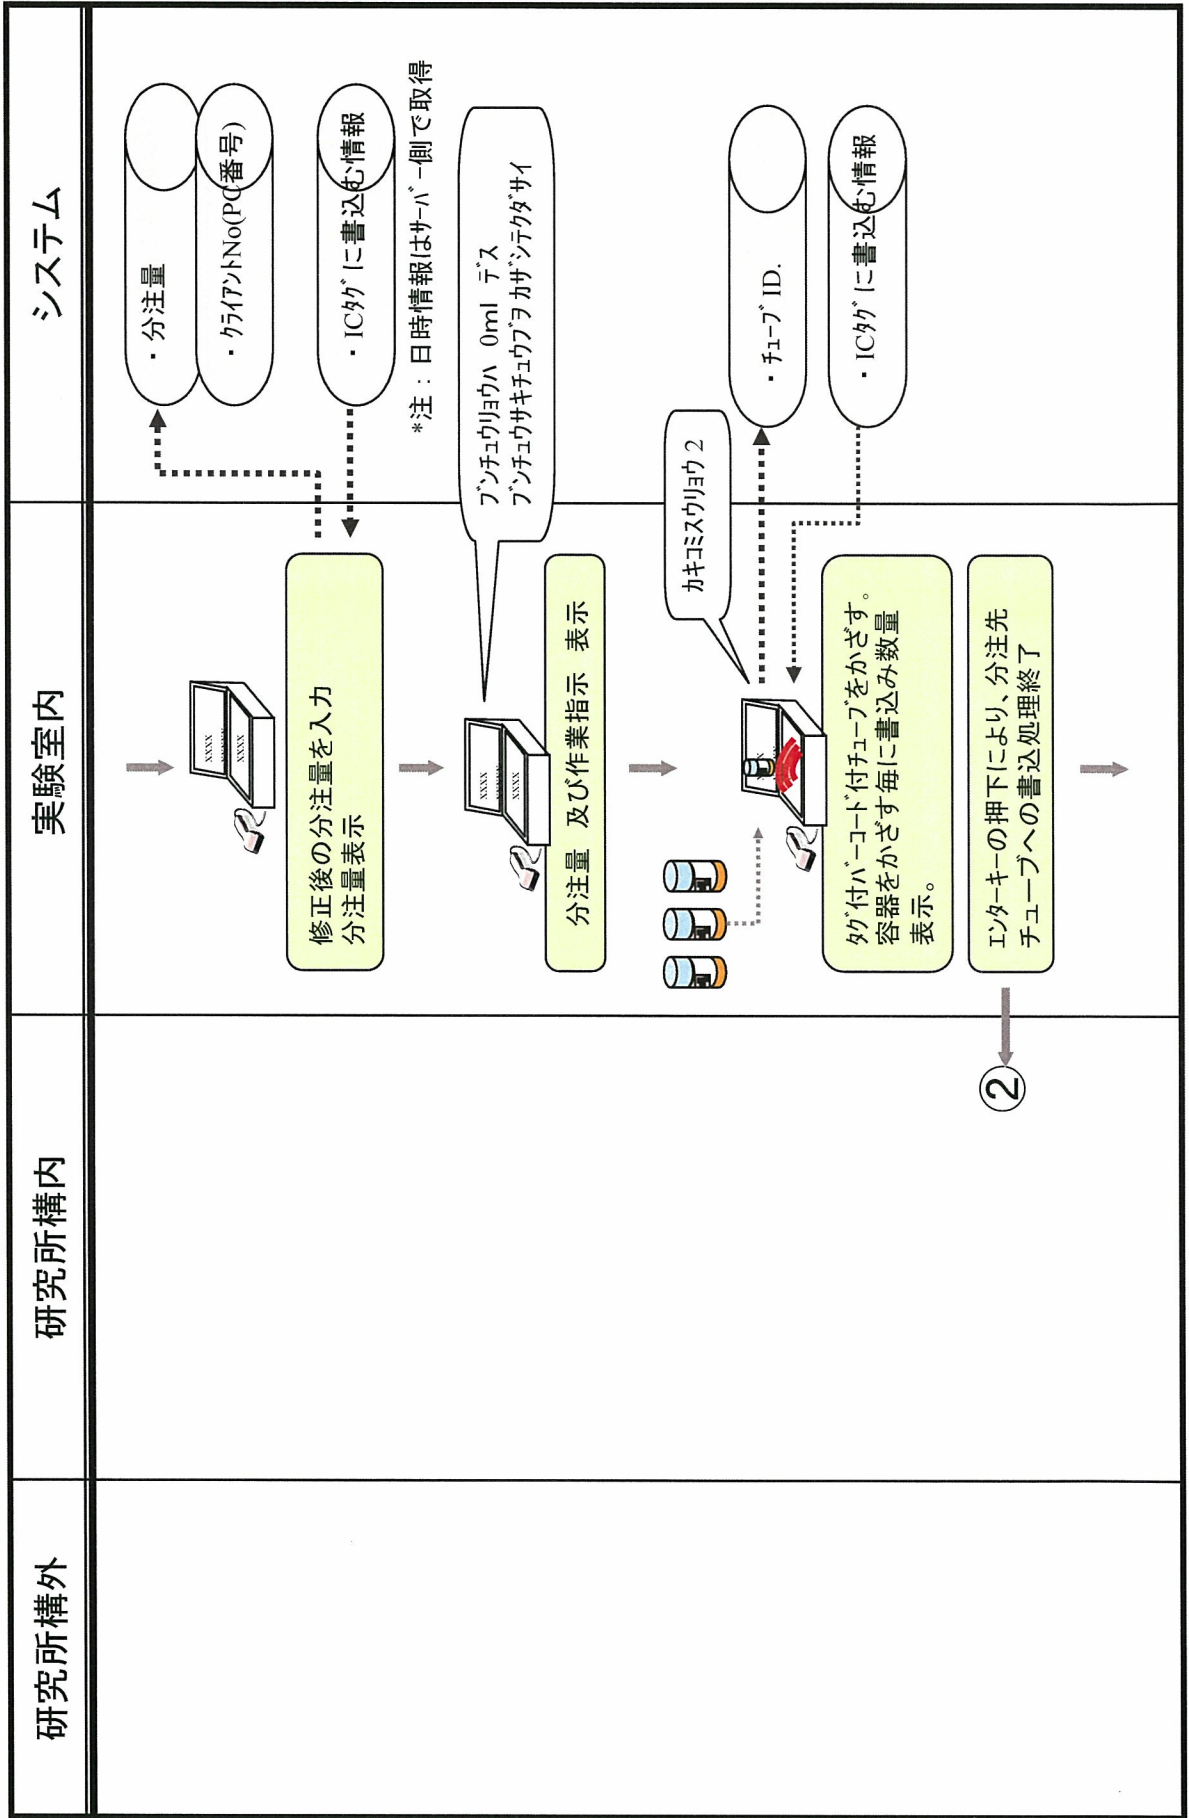 研究所構外
研究所構内
実験室内
システム
・分注量
・ｸﾗｲｱﾝﾄNo(PC番号)
修正後の分注量を入力
分注量表示
・ICﾀｸﾞに書込む情報
*注：日時情報はｻｰﾊﾞｰ側で取得
ﾌﾞﾝﾁｭｳﾘｮｳﾊ 0ml ﾃﾞｽ
ﾌﾞﾝﾁｭｳｻｷﾁｭｳﾌﾞｦ ｶｻﾞｼﾃｸﾀﾞｻｲ
分注量 及び作業指示 表示
ｶｷｺﾐｽｳﾘｮｳ 2
・ﾁｭｰﾌﾞID.
・ICﾀｸﾞに書込む情報
ﾀｸﾞ付ﾊﾞｰｺｰﾄﾞ付ﾁｭｰﾌﾞをかざす。
容器をかざす毎に書込み数量
表示。
ｴﾝﾀｰｷｰの押下により、分注先
チューブへの書込処理終了
②